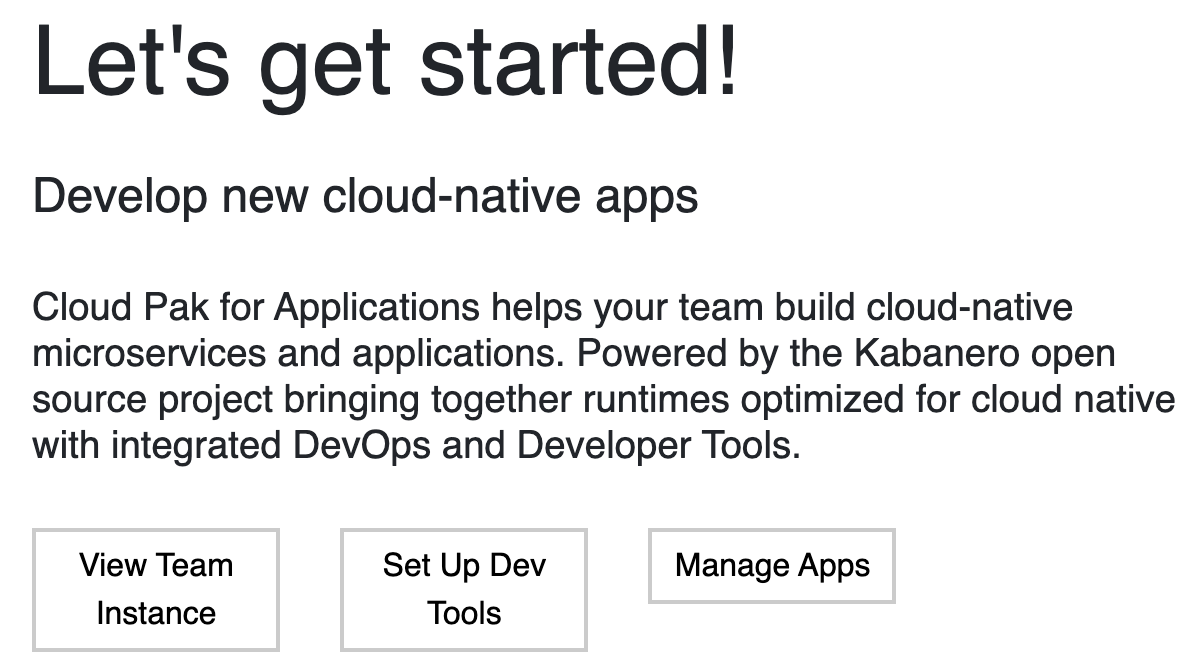 Let's get started!
Develop new cloud-native apps
Cloud Pak for Applications helps your team build cloud-native
microservices and applications. Powered by the Kabanero open
source project bringing together runtimes optimized for cloud native
with integrated DevOps and Developer Tools.
View Team
Instance
Set Up Dev
Tools
Manage Apps